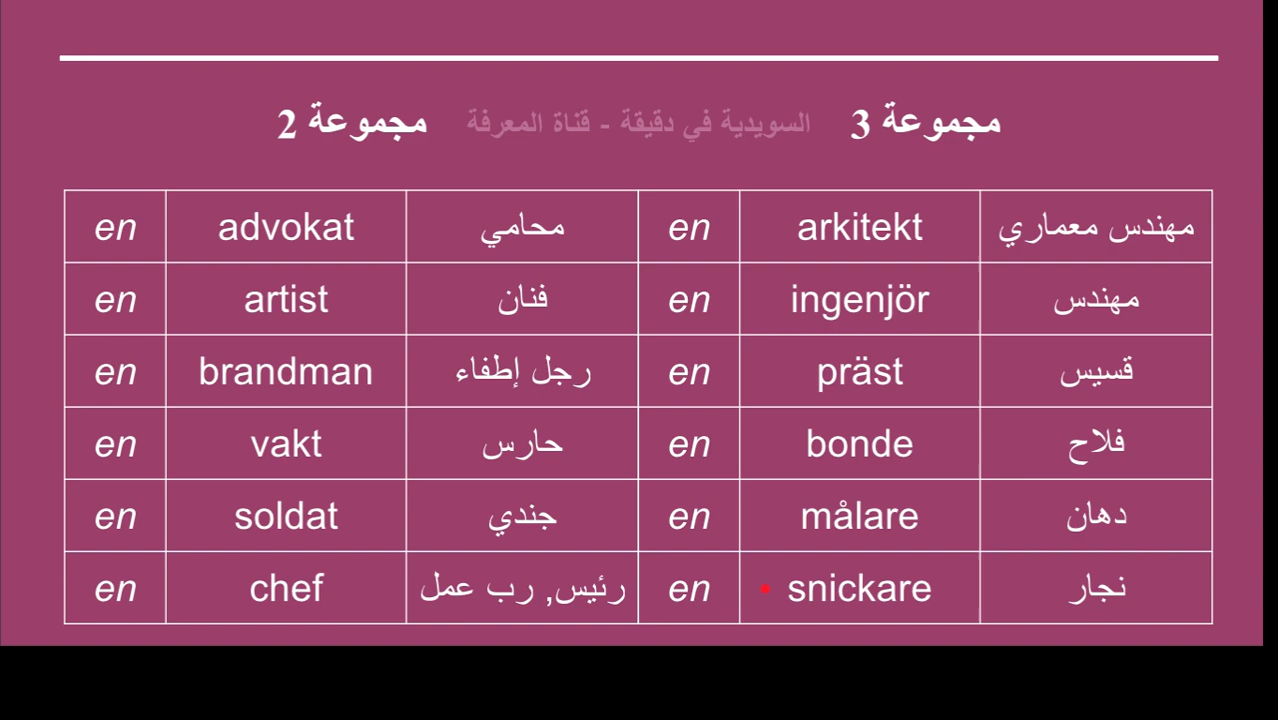 مجموعة 3 السويدية في دقيقة - قناة المعرفة مجموعة 2
en advokat محامي en arkitekt مهندس معماري
en artist فنان en ingenjör مهندس
en brandman رجل إطفاء en präst قسيس
en vakt حارس en bonde فلاح
en soldat جندي en målare دهان
en chef رئيس, رب عمل en snickare نجار